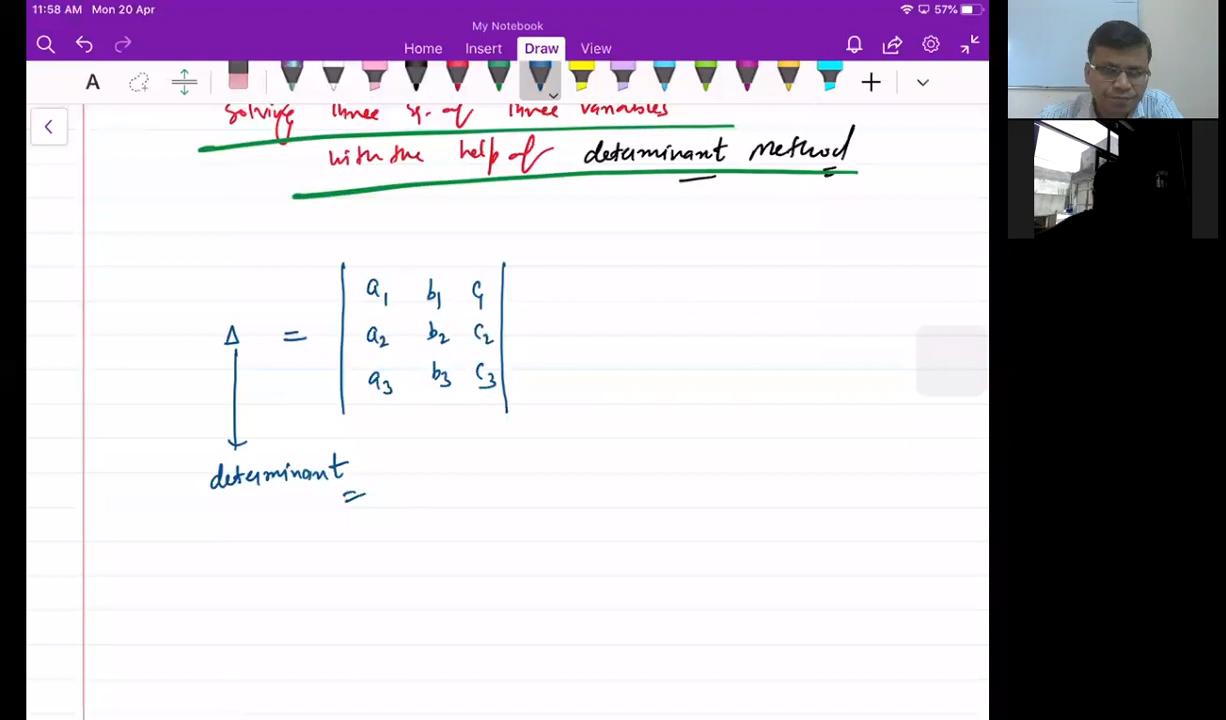 11:58 AM Mon 20 Apr
57%
My Notebook
Home Insert Draw View
A
solving three eq. of three variables
with the help of determinant method
a₁ b₁ c₁
Δ = a₂ b₂ c₂
a₃ b₃ c₃
determinant